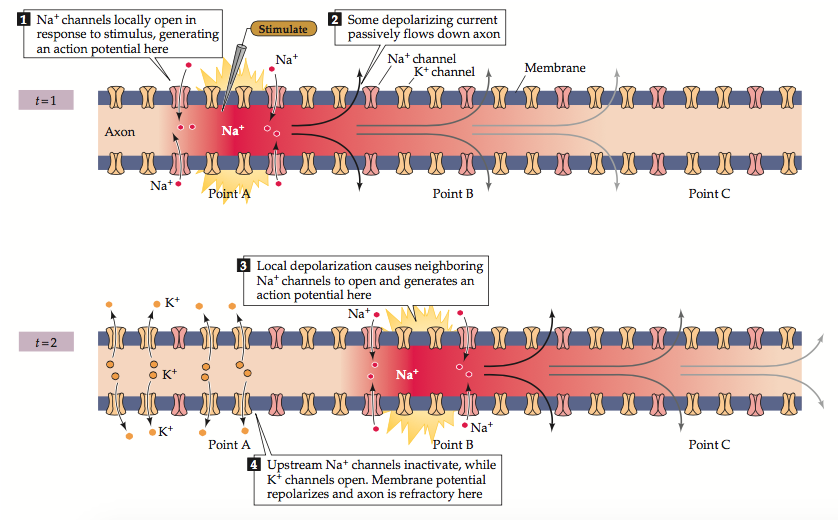 1 Na+ channels locally open in
response to stimulus, generating
an action potential here
Stimulate
2 Some depolarizing current
passively flows down axon
Na+
Na+ channel
K+ channel
Membrane
t=1
Axon
Na+
Na+
Point A
Point B
Point C
3 Local depolarization causes neighboring
Na+ channels to open and generates an
action potential here
K+
Na+
t=2
K+
Na+
K+
Na+
Point A
Point B
Point C
4 Upstream Na+ channels inactivate, while
K+ channels open. Membrane potential
repolarizes and axon is refractory here